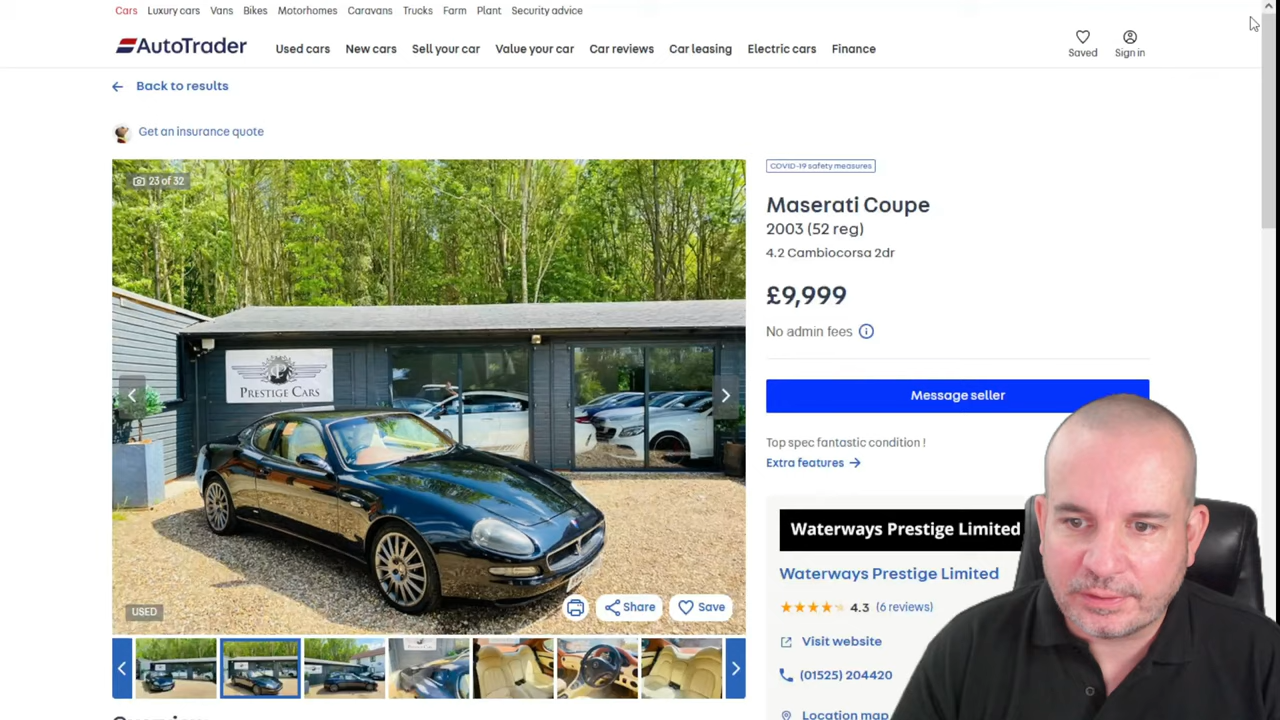 Cars Luxury cars Vans Bikes Motorhomes Caravans Trucks Farm Plant Security advice
AutoTrader Used cars New cars Sell your car Value your car Car reviews Car leasing Electric cars Finance Saved Sign in
Back to results
Get an insurance quote
23 of 32
PRESTIGE CARS
USED
Share
Save
COVID-19 safety measures
Maserati Coupe
2003 (52 reg)
4.2 Cambiocorsa 2dr
£9,999
No admin fees
Message seller
Top spec fantastic condition !
Extra features
Waterways Prestige Limited
Waterways Prestige Limited
4.3 (6 reviews)
Visit website
(01525) 204420
Location map